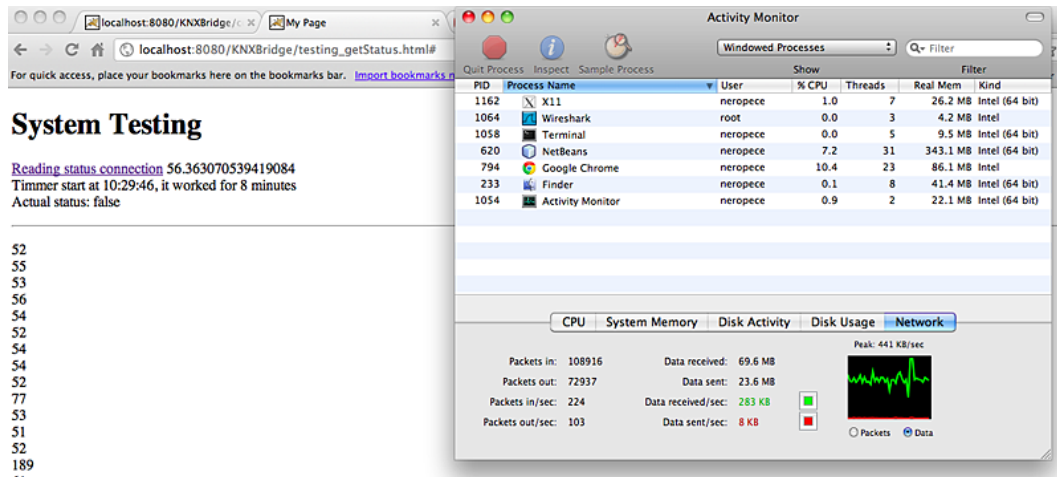 localhost:8080/KNXBridge/c
My Page
localhost:8080/KNXBridge/testing_getStatus.html#
For quick access, place your bookmarks here on the bookmarks bar. Import bookmarks n
System Testing
Reading status connection 56.363070539419084
Timmer start at 10:29:46, it worked for 8 minutes
Actual status: false
52
55
53
56
54
52
54
54
52
77
53
51
52
189
Activity Monitor
Windowed Processes
Filter
Quit Process Inspect Sample Process Show Filter
PID Process Name User % CPU Threads Real Mem Kind
1162 X11 neropece 1.0 7 26.2 MB Intel (64 bit)
1064 Wireshark root 0.0 3 4.2 MB Intel
1058 Terminal neropece 0.0 5 9.5 MB Intel (64 bit)
620 NetBeans neropece 7.2 31 343.1 MB Intel (64 bit)
794 Google Chrome neropece 10.4 23 86.1 MB Intel
233 Finder neropece 0.1 8 41.4 MB Intel (64 bit)
1054 Activity Monitor neropece 0.9 2 22.1 MB Intel (64 bit)
CPU System Memory Disk Activity Disk Usage Network
Peak: 441 KB/sec
Packets in: 108916 Data received: 69.6 MB
Packets out: 72937 Data sent: 23.6 MB
Packets in/sec: 224 Data received/sec: 283 KB
Packets out/sec: 103 Data sent/sec: 8 KB
Packets Data